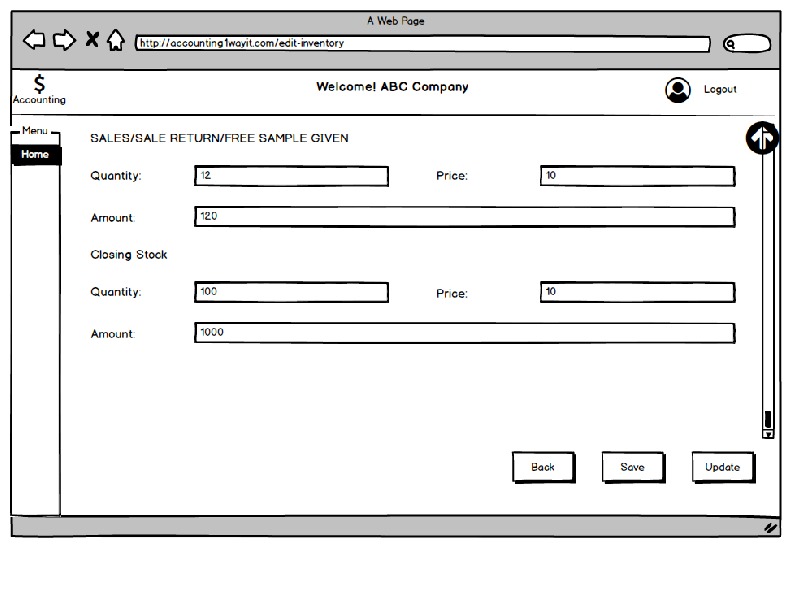 A Web Page
http://accounting1wayit.com/edit-inventory
$
Accounting
Welcome! ABC Company
Logout
Menu
Home
SALES/SALE RETURN/FREE SAMPLE GIVEN
Quantity: 12 Price: 10
Amount: 120
Closing Stock
Quantity: 100 Price: 10
Amount: 1000
Back Save Update